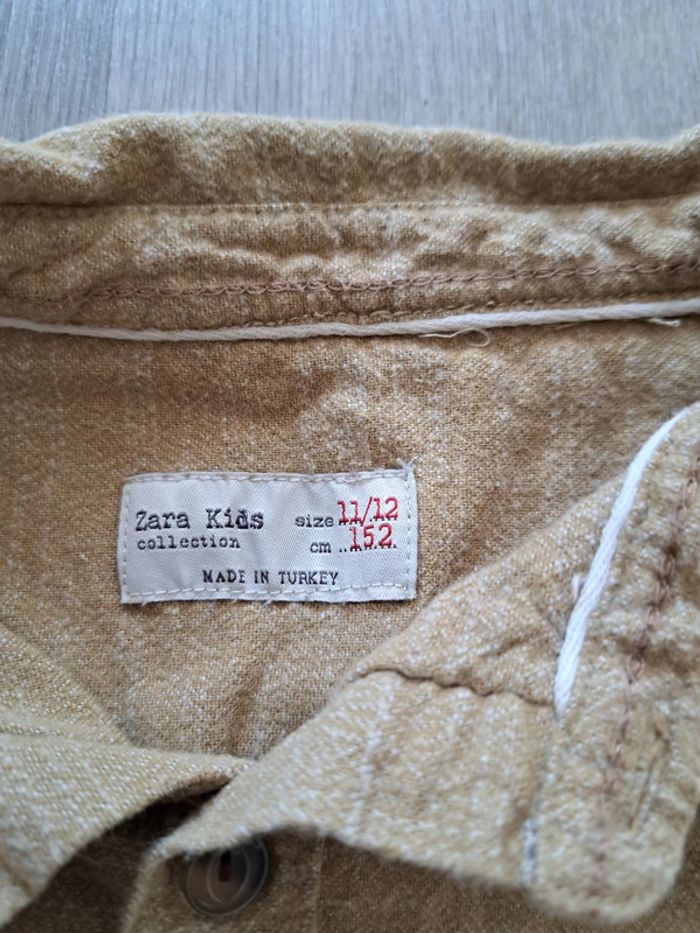 Zara Kids size 11/12
collection cm 152
MADE IN TURKEY